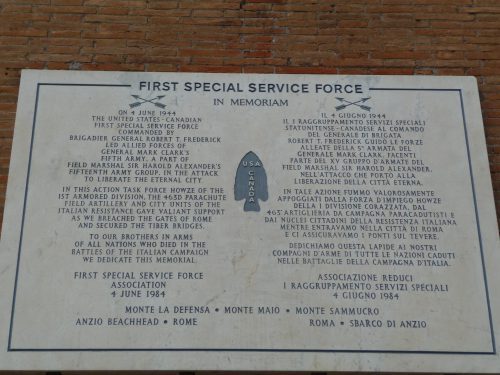 FIRST SPECIAL SERVICE FORCE
IN MEMORIAM
ON 4 JUNE 1944
THE UNITED STATES-CANADIAN
FIRST SPECIAL SERVICE FORCE
COMMANDED BY
BRIGADIER GENERAL ROBERT T. FREDERICK
LED ALLIED FORCES OF
GENERAL MARK CLARK'S
FIFTH ARMY, A PART OF
FIELD MARSHAL SIR HAROLD ALEXANDER'S
FIFTEENTH ARMY GROUP, IN THE ATTACK
TO LIBERATE THE ETERNAL CITY
IN THIS ACTION TASK FORCE HOWZE OF THE
1ST ARMORED DIVISION, THE 463D PARACHUTE
FIELD ARTILLERY AND CITY UNITS OF THE
ITALIAN RESISTANCE GAVE VALIANT SUPPORT
AS WE BREACHED THE GATES OF ROME
AND SECURED THE TIBER BRIDGES.
TO OUR BROTHERS IN ARMS
OF ALL NATIONS WHO DIED IN THE
BATTLES OF THE ITALIAN CAMPAIGN
WE DEDICATE THIS MEMORIAL.
FIRST SPECIAL SERVICE FORCE
ASSOCIATION
4 JUNE 1984
USA
CANADA
IL 4 GIUGNO 1944
IL I RAGGRUPPAMENTO SERVIZI SPECIALI
STATUNITENSE-CANADESE AL COMANDO
DEL GENERALE DI BRIGATA
ROBERT T. FREDERICK GUIDO LE FORZE
ALLEATE DELLA 5ª ARMATA DEL
GENERALE MARK CLARK, FACENTI
PARTE DEL XV GRUPPO D'ARMATE DEL
FIELD MARSHAL SIR HAROLD ALEXANDER,
NELL'ATTACCO CHE PORTO ALLA
LIBERAZIONE DELLA CITTA ETERNA.
IN TALE AZIONE FUMMO VALOROSAMENTE
APPOGGIATI DALLA FORZA D'IMPIEGO HOWZE
DELLA I DIVISIONE CORAZZATA, DAL
463º ARTIGLIERIA DA CAMPAGNA PARACADUTISTI E
DAI NUCLEI CITTADINI DELLA RESISTENZA ITALIANA
MENTRE ENTRAVAMO NELLA CITTÀ DI ROMA
E CI ASSICURAVAMO I PONTI SUL TEVERE.
DEDICHIAMO QUESTA LAPIDE AI NOSTRI
COMPAGNI D'ARME DI TUTTE LE NAZIONI CADUTI
NELLE BATTAGLIE DELLA CAMPAGNA D'ITALIA.
ASSOCIAZIONE REDUCI
I RAGGRUPPAMENTO SERVIZI SPECIALI
4 GIUGNO 1984
MONTE LA DEFENSA • MONTE MAIO • MONTE SAMMUCRO
ANZIO BEACHHEAD • ROME
ROMA • SBARCO DI ANZIO